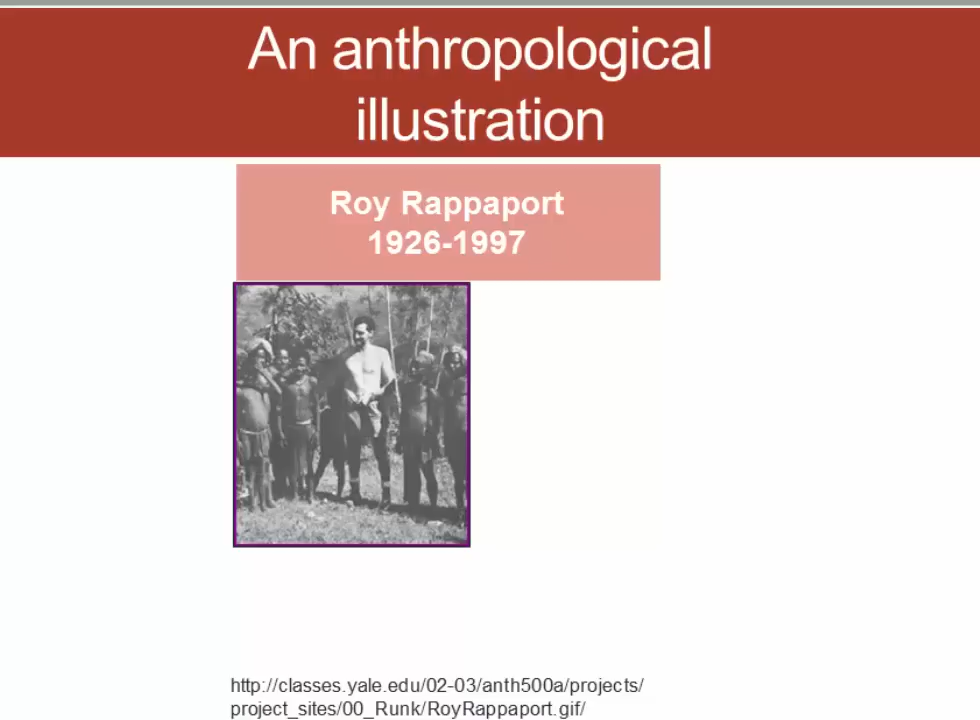 An anthropological
illustration
Roy Rappaport
1926-1997
http://classes.yale.edu/02-03/anth500a/projects/
project_sites/00_Runk/RoyRappaport.gif/